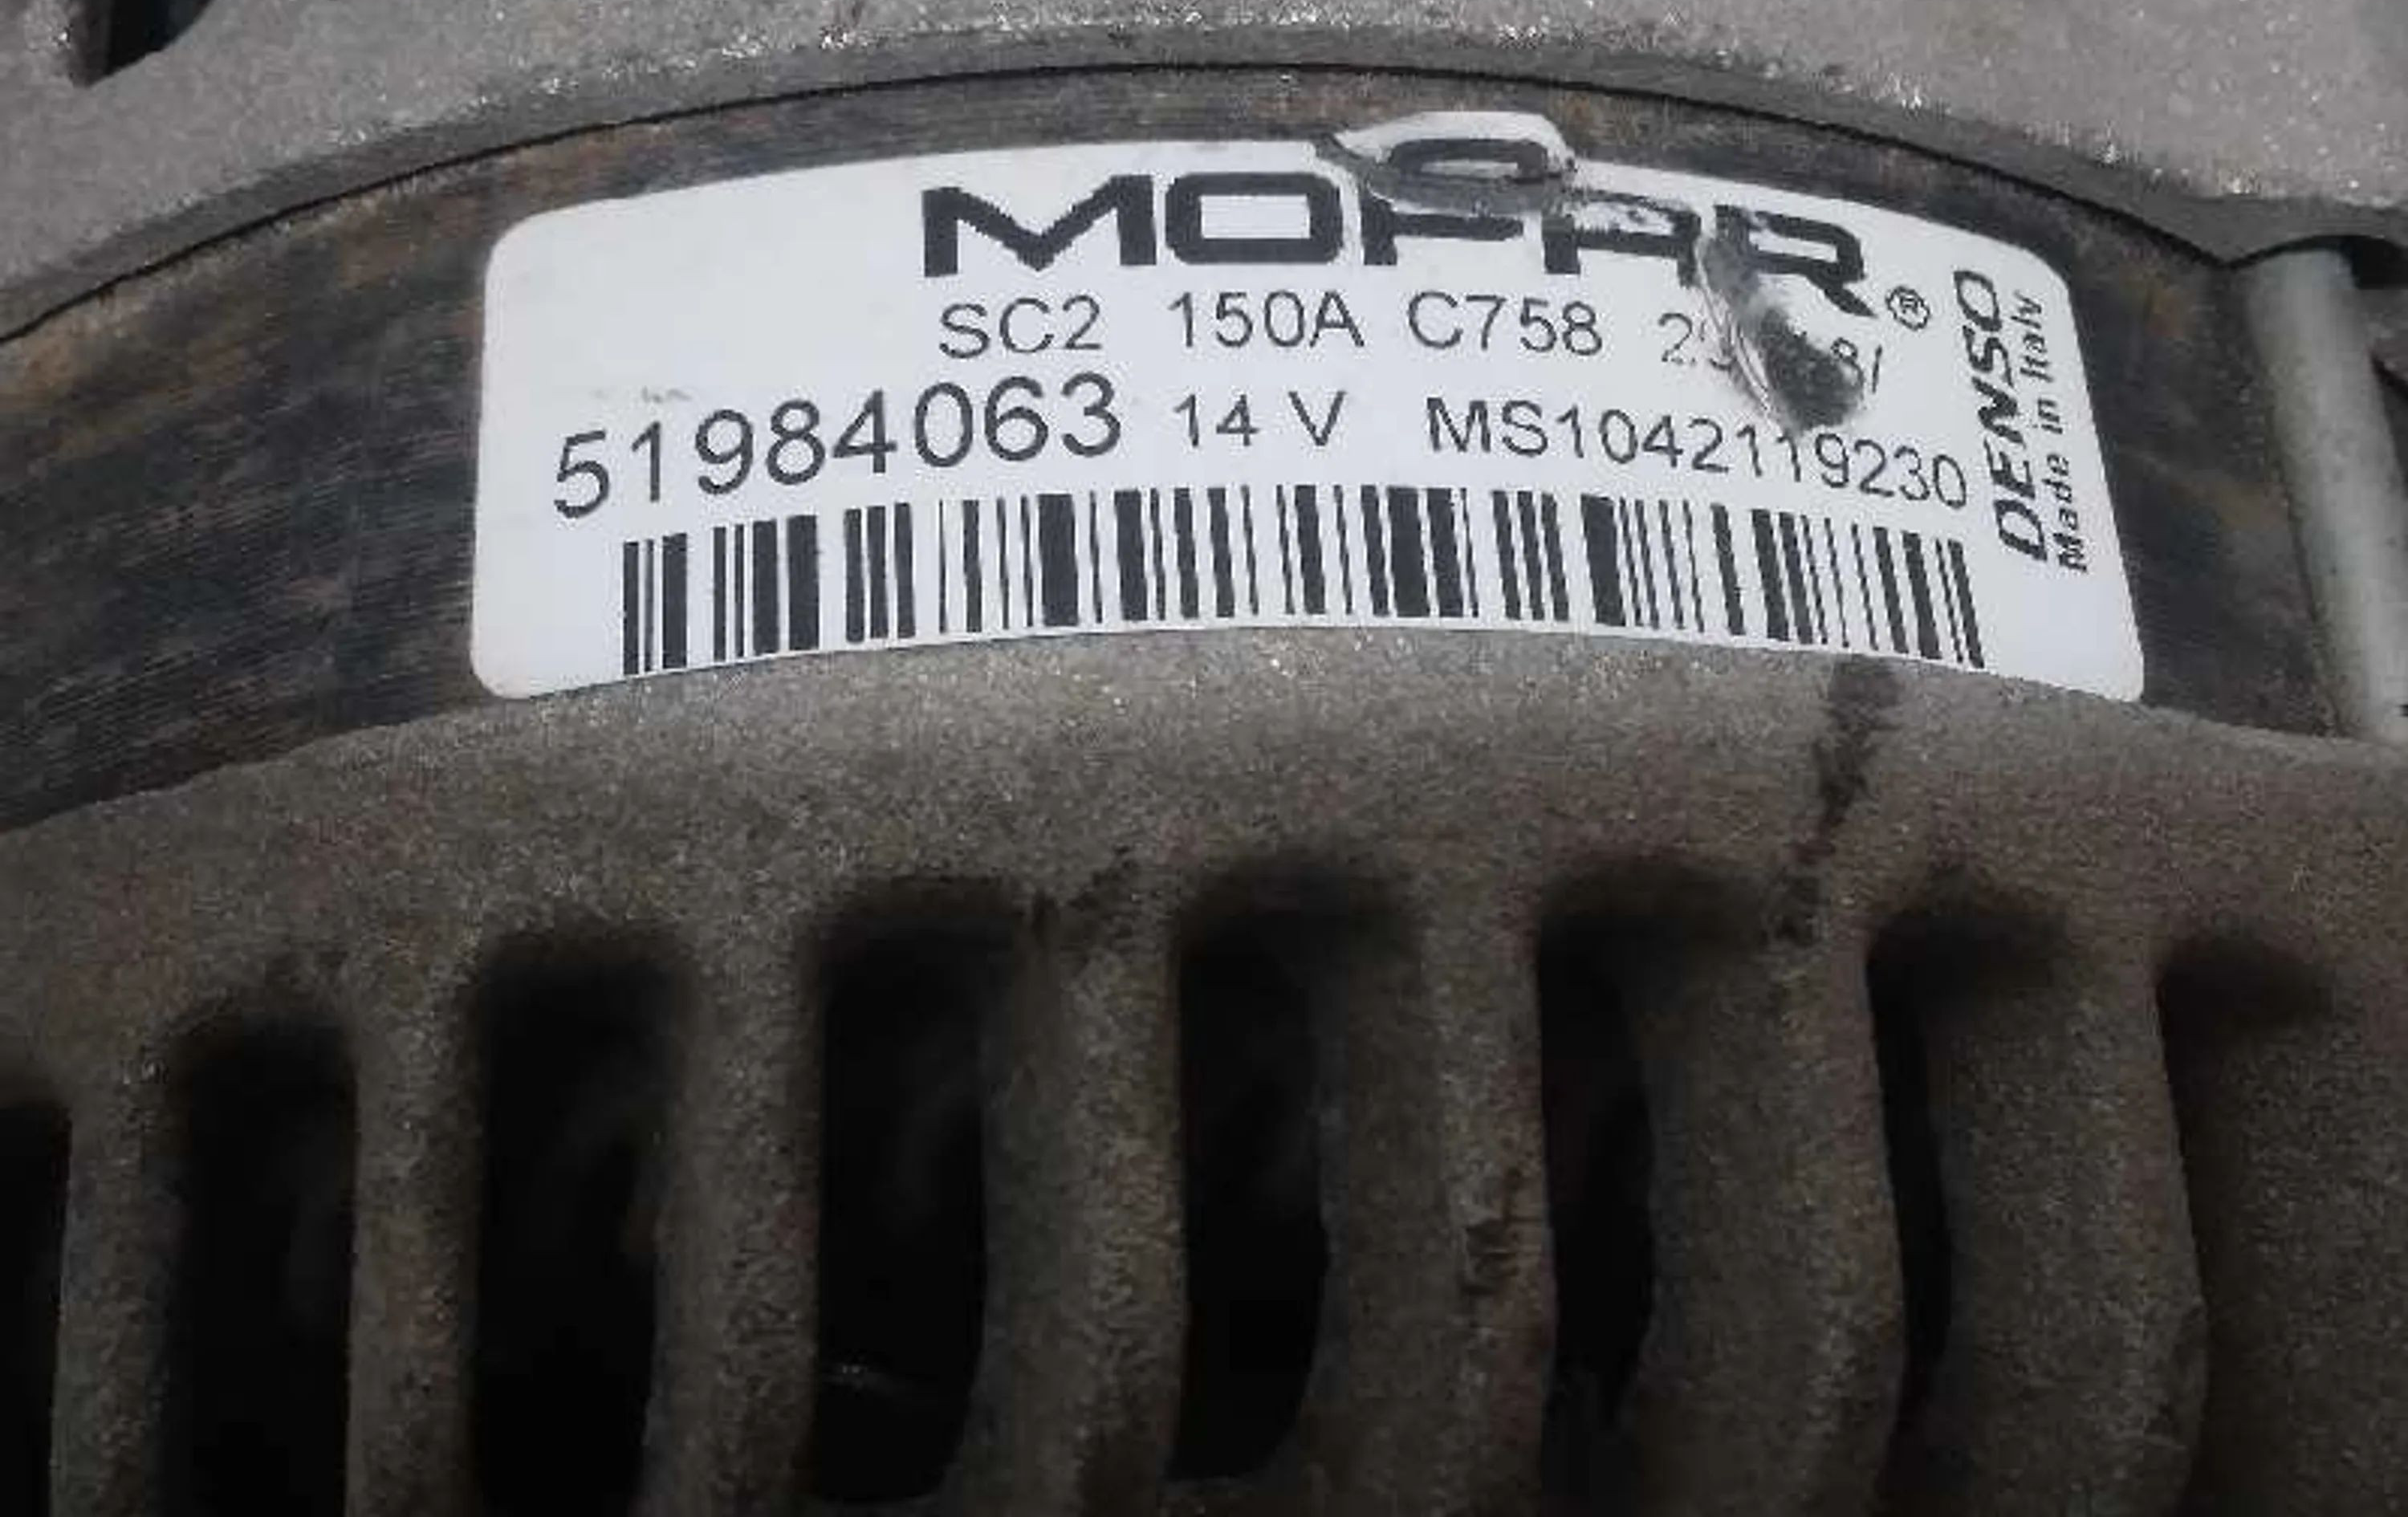 MOPAR®
SC2 150A C758
51984063 14 V MS1042119230
DENSO
Made in Italy